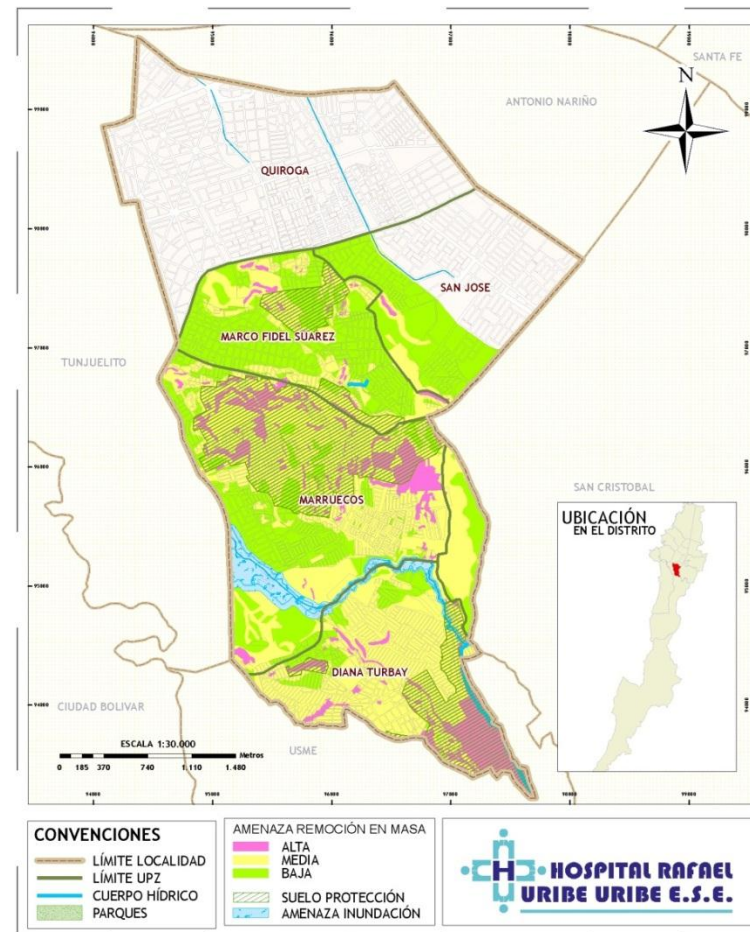 SANTA FE
ANTONIO NARIÑO
N
QUIROGA
SAN JOSE
MARCO FIDEL SUAREZ
TUNJUELITO
MARRUECOS
SAN CRISTOBAL
UBICACIÓN
EN EL DISTRITO
DIANA TURBAY
CIUDAD BOLIVAR
USME
ESCALA 1:30.000
Metros
0 185 370 740 1.110 1.480
CONVENCIONES
LÍMITE LOCALIDAD
LÍMITE UPZ
CUERPO HÍDRICO
PARQUES
AMENAZA REMOCIÓN EN MASA
ALTA
MEDIA
BAJA
SUELO PROTECCIÓN
AMENAZA INUNDACIÓN
H
HOSPITAL RAFAEL
URIBE URIBE E.S.E.